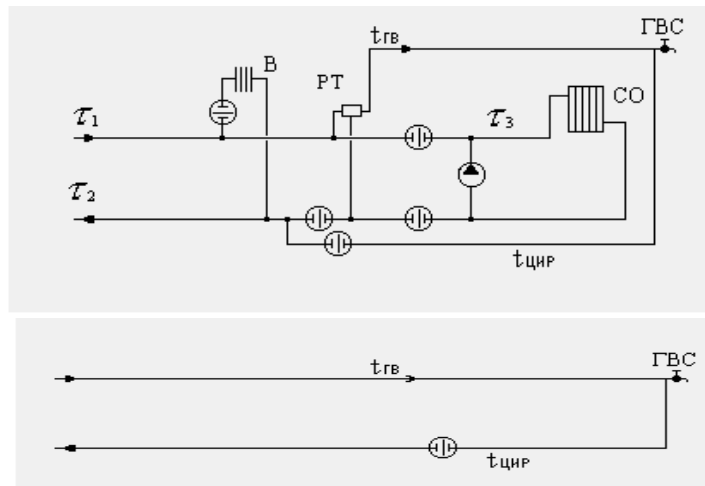 tгв ГВС
В
РТ
τ1 τ3 СО
τ2
tцир
tгв ГВС
tцир